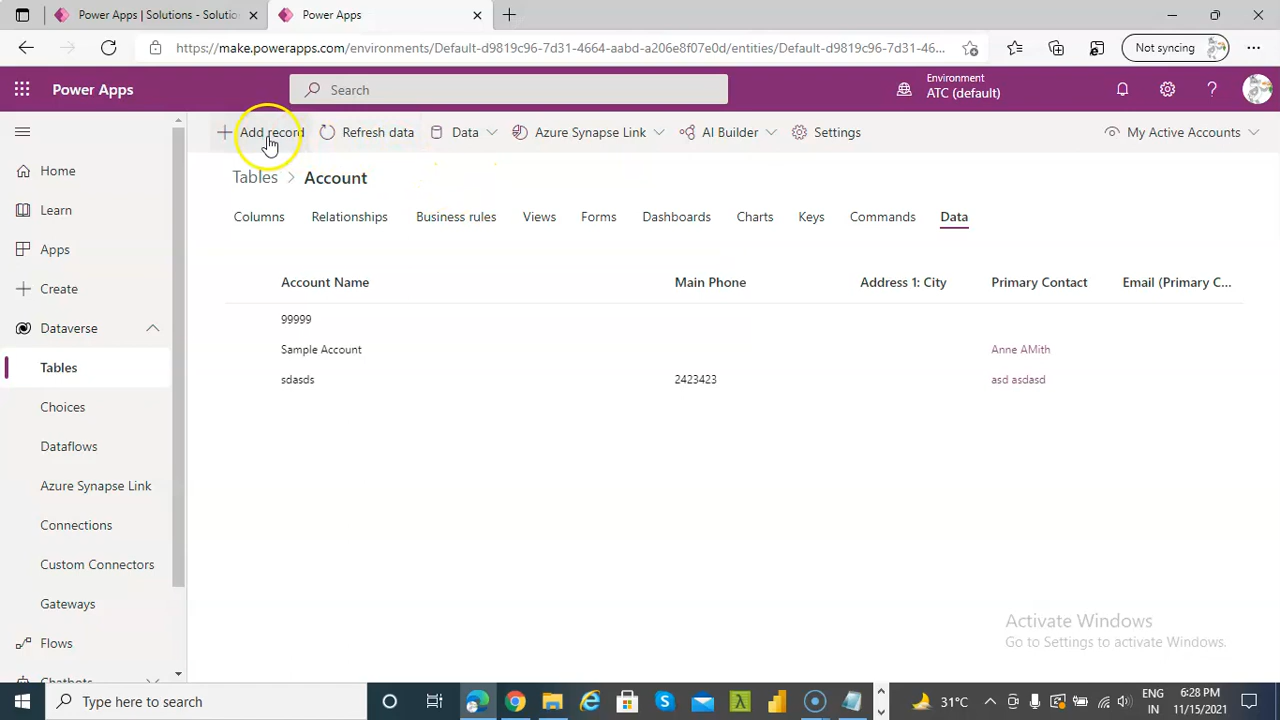 Power Apps | Solutions - Solutio
Power Apps
https://make.powerapps.com/environments/Default-d9819c96-7d31-4664-aabd-a206e8f07e0d/entities/Default-d9819c96-7d31-46...
Not syncing
Power Apps
Search
Environment
ATC (default)
Add record
Refresh data
Data
Azure Synapse Link
AI Builder
Settings
My Active Accounts
Home
Learn
Apps
Create
Dataverse
Tables
Choices
Dataflows
Azure Synapse Link
Connections
Custom Connectors
Gateways
Flows
Chatbots
Tables > Account
Columns Relationships Business rules Views Forms Dashboards Charts Keys Commands Data
Account Name Main Phone Address 1: City Primary Contact Email (Primary C...
99999
Sample Account Anne AMith
sdasds 2423423 asd asdasd
Activate Windows
Go to Settings to activate Windows.
Type here to search
31°C
ENG
IN
6:28 PM
11/15/2021